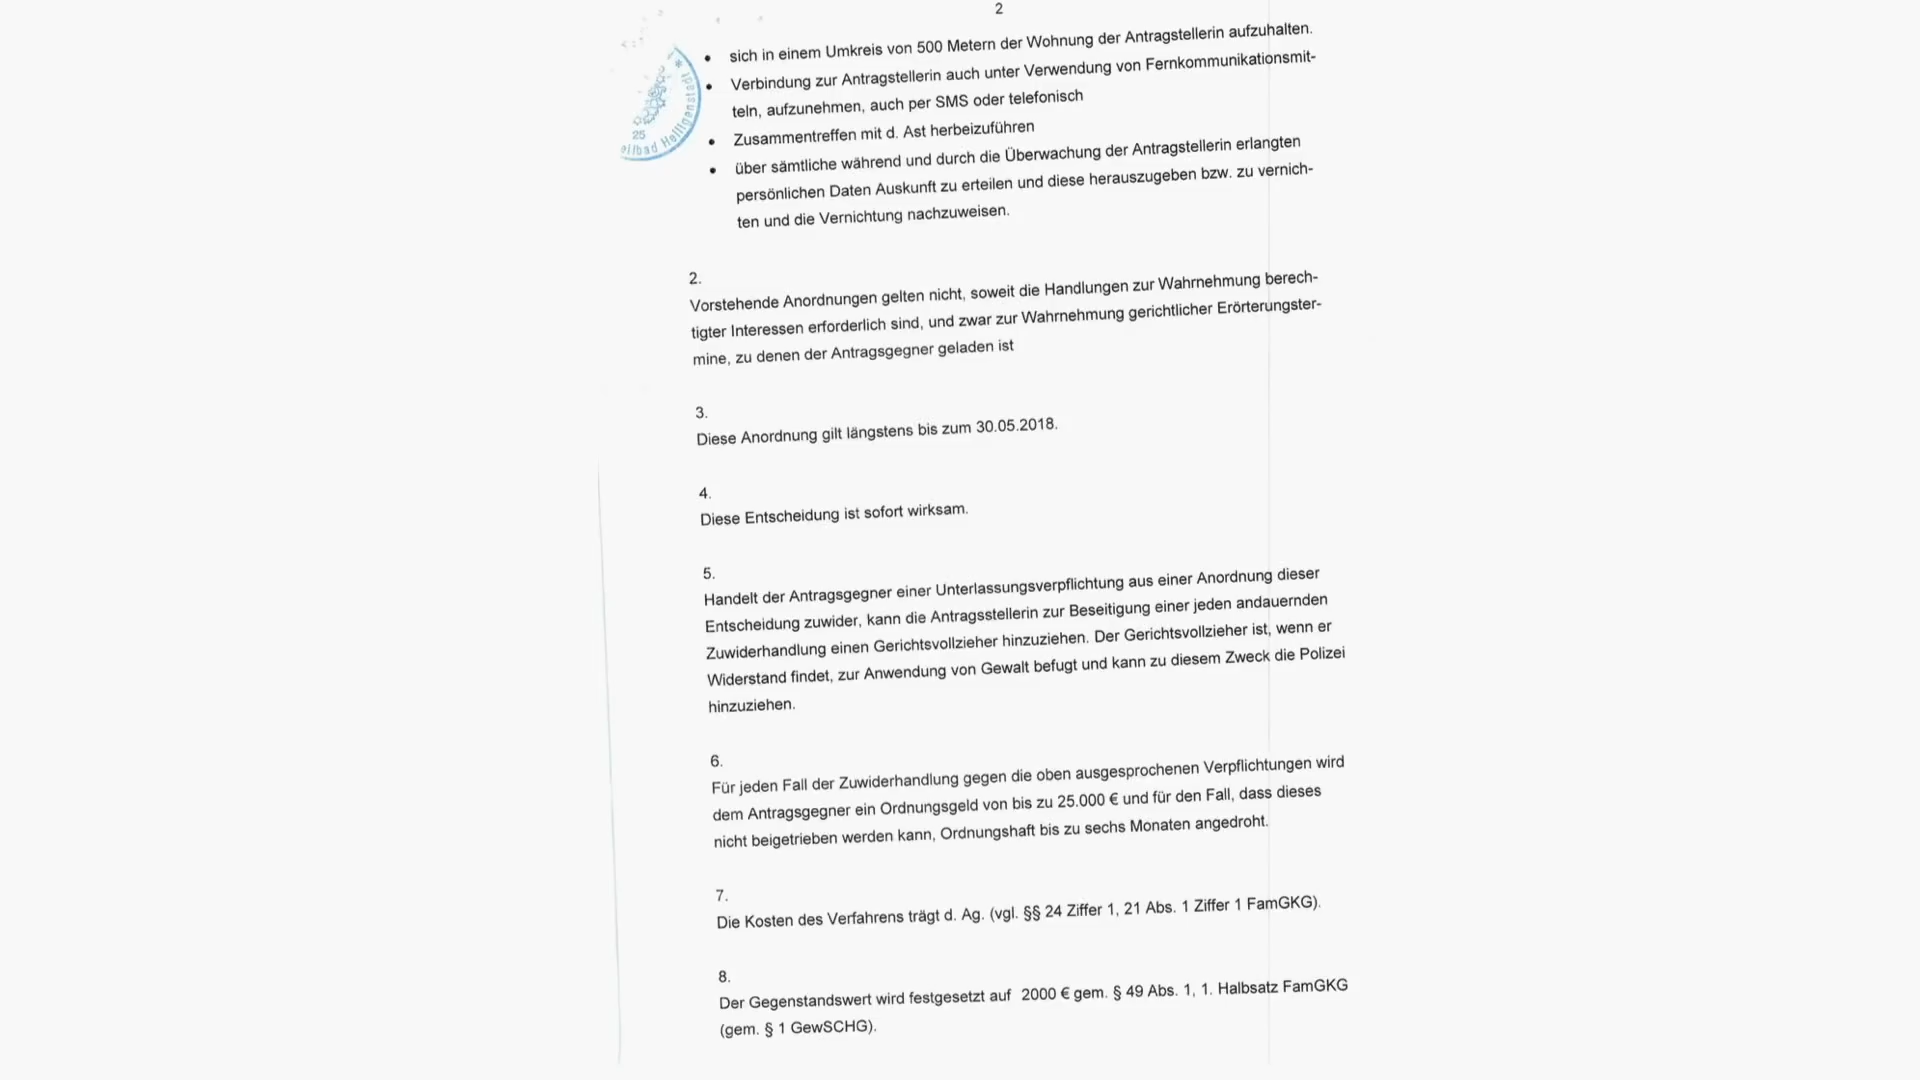 2
• sich in einem Umkreis von 500 Metern der Wohnung der Antragstellerin aufzuhalten.
• Verbindung zur Antragstellerin auch unter Verwendung von Fernkommunikationsmit-
teln, aufzunehmen, auch per SMS oder telefonisch
• Zusammentreffen mit d. Ast herbeizuführen
• über sämtliche während und durch die Überwachung der Antragstellerin erlangten
persönlichen Daten Auskunft zu erteilen und diese herauszugeben bzw. zu vernich-
ten und die Vernichtung nachzuweisen.
25
eilbad Heiligenstadt *
2.
Vorstehende Anordnungen gelten nicht, soweit die Handlungen zur Wahrnehmung berech-
tigter Interessen erforderlich sind, und zwar zur Wahrnehmung gerichtlicher Erörterungster-
mine, zu denen der Antragsgegner geladen ist
3.
Diese Anordnung gilt längstens bis zum 30.05.2018.
4.
Diese Entscheidung ist sofort wirksam.
5.
Handelt der Antragsgegner einer Unterlassungsverpflichtung aus einer Anordnung dieser
Entscheidung zuwider, kann die Antragsstellerin zur Beseitigung einer jeden andauernden
Zuwiderhandlung einen Gerichtsvollzieher hinzuziehen. Der Gerichtsvollzieher ist, wenn er
Widerstand findet, zur Anwendung von Gewalt befugt und kann zu diesem Zweck die Polizei
hinzuziehen.
6.
Für jeden Fall der Zuwiderhandlung gegen die oben ausgesprochenen Verpflichtungen wird
dem Antragsgegner ein Ordnungsgeld von bis zu 25.000 € und für den Fall, dass dieses
nicht beigetrieben werden kann, Ordnungshaft bis zu sechs Monaten angedroht.
7.
Die Kosten des Verfahrens trägt d. Ag. (vgl. §§ 24 Ziffer 1, 21 Abs. 1 Ziffer 1 FamGKG).
8.
Der Gegenstandswert wird festgesetzt auf 2000 € gem. § 49 Abs. 1, 1. Halbsatz FamGKG
(gem. § 1 GewSCHG).